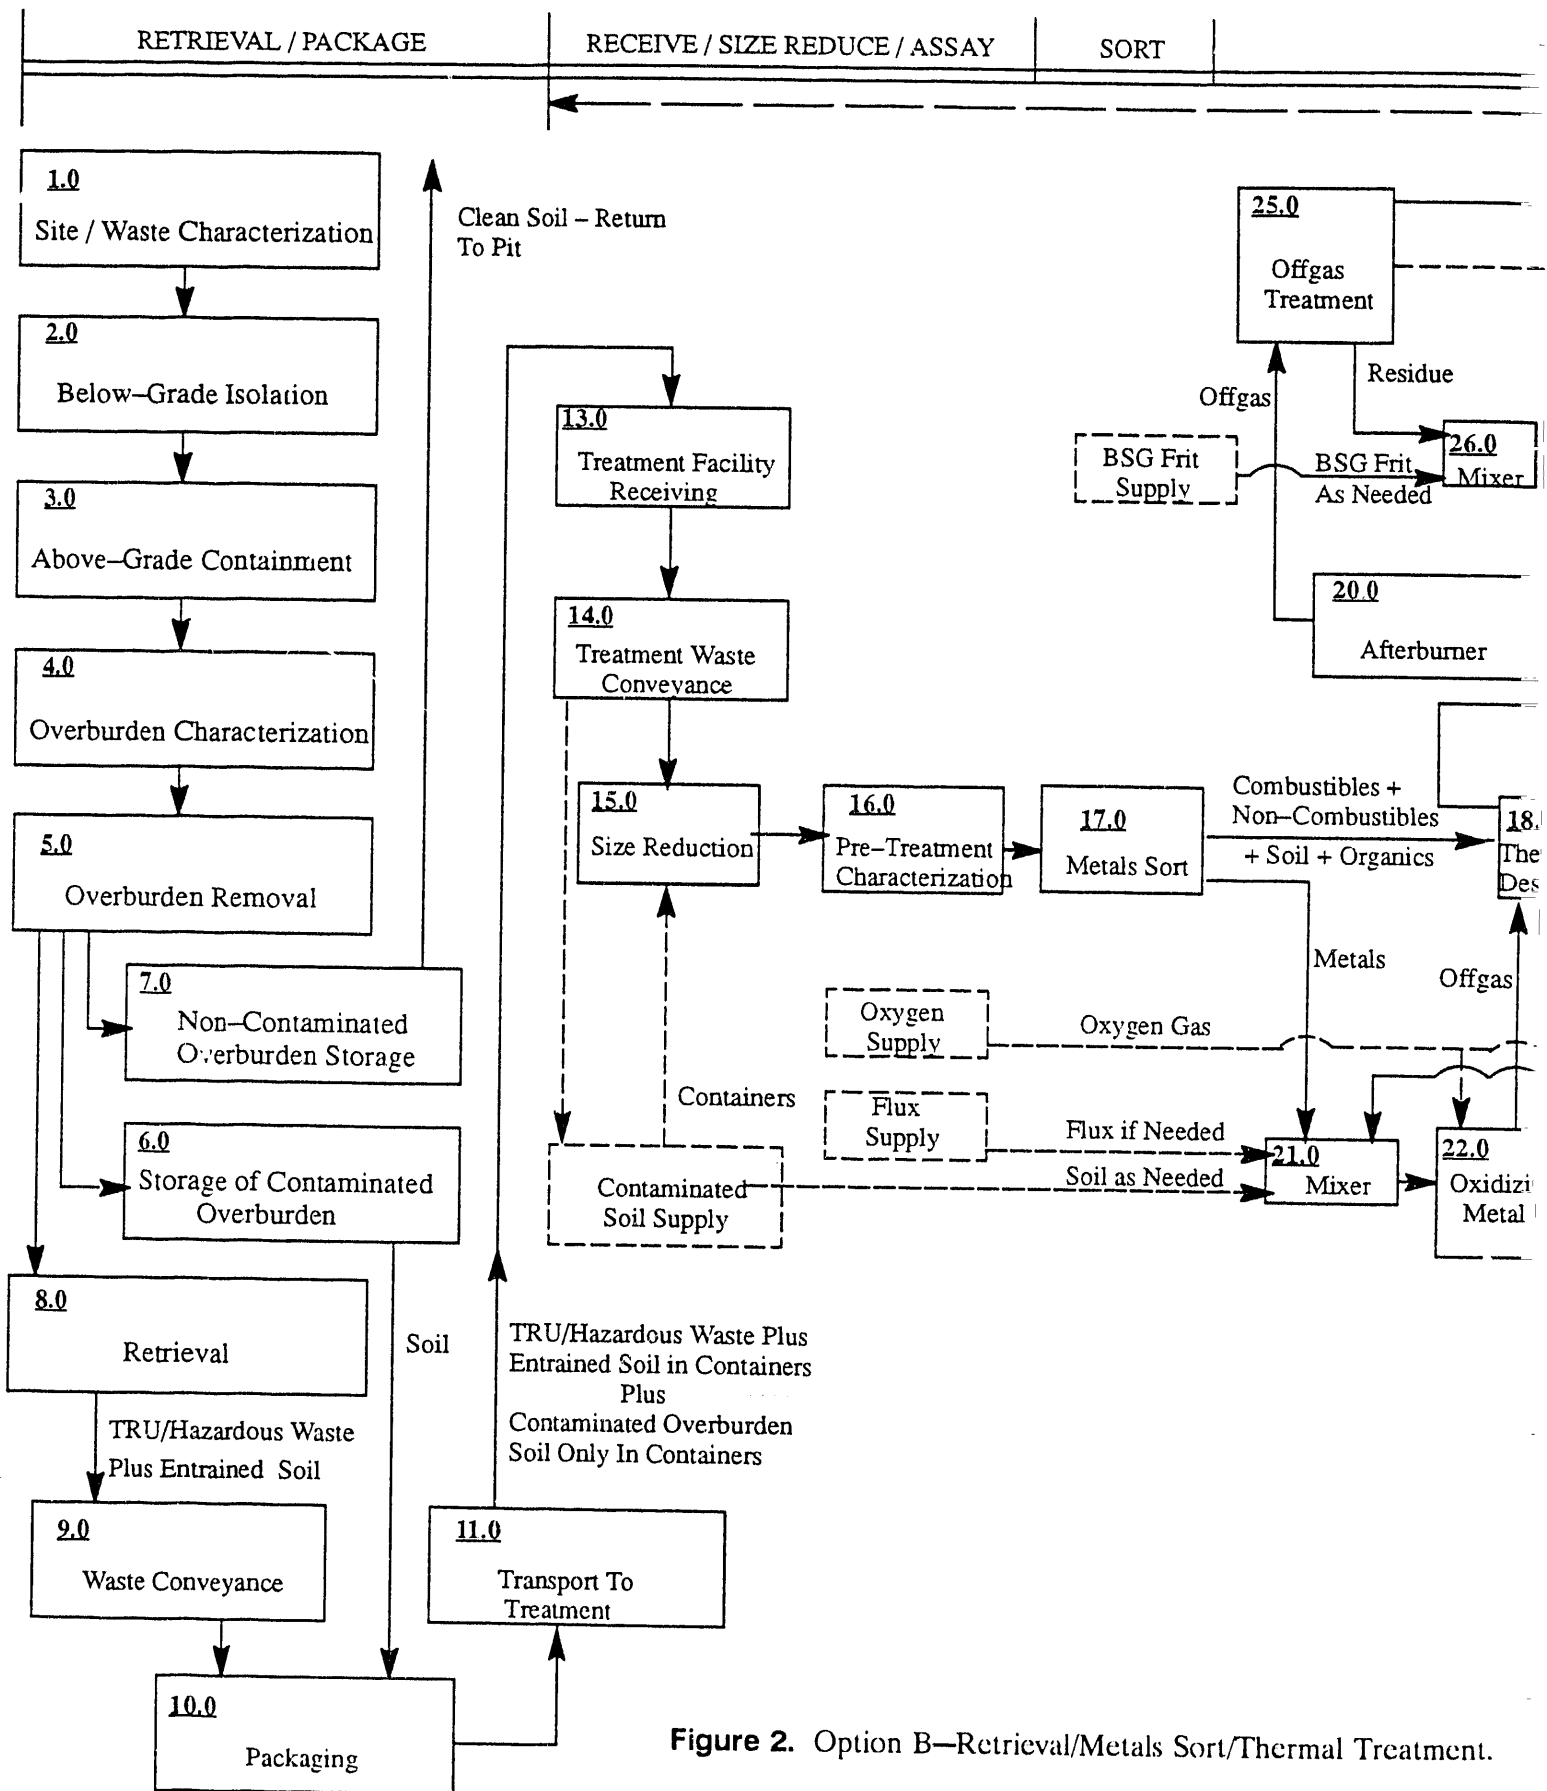 RETRIEVAL / PACKAGE
RECEIVE / SIZE REDUCE / ASSAY
SORT
1.0
Site / Waste Characterization
Clean Soil – Return
To Pit
2.0
Below–Grade Isolation
3.0
Above–Grade Containment
4.0
Overburden Characterization
5.0
Overburden Removal
7.0
Non–Contaminated
Overburden Storage
6.0
Storage of Contaminated
Overburden
8.0
Retrieval
Soil
TRU/Hazardous Waste
Plus Entrained Soil
9.0
Waste Conveyance
10.0
Packaging
11.0
Transport To
Treatment
TRU/Hazardous Waste Plus
Entrained Soil in Containers
Plus
Contaminated Overburden
Soil Only In Containers
13.0
Treatment Facility
Receiving
14.0
Treatment Waste
Conveyance
15.0
Size Reduction
16.0
Pre–Treatment
Characterization
17.0
Metals Sort
Combustibles +
Non–Combustibles
+ Soil + Organics
18.
The
Des
Metals
Offgas
Containers
Contaminated
Soil Supply
Oxygen
Supply
Oxygen Gas
Flux
Supply
Flux if Needed
Soil as Needed
21.0
Mixer
22.0
Oxidizi
Metal
25.0
Offgas
Treatment
Offgas
Residue
BSG Frit
Supply
BSG Frit
As Needed
26.0
Mixer
20.0
Afterburner
Figure 2. Option B—Retrieval/Metals Sort/Thermal Treatment.